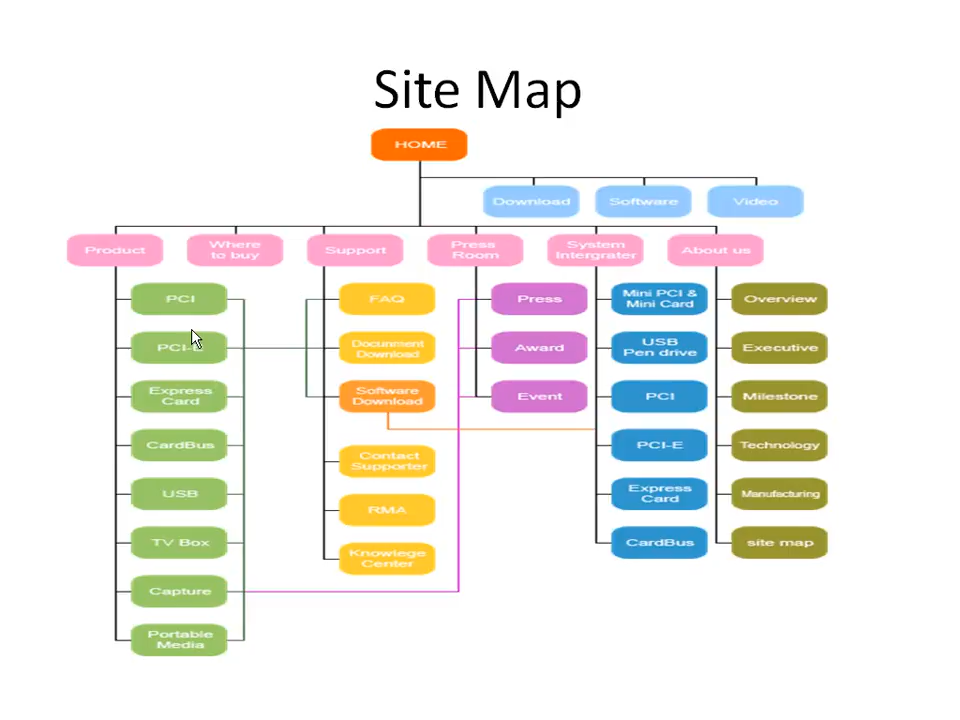 Site Map
HOME
Download
Software
Video
Product
Where
to buy
Support
Press
Room
System
Intergrater
About us
PCI
PCI-E
Express
Card
CardBus
USB
TV Box
Capture
Portable
Media
FAQ
Document
Download
Software
Download
Contact
Supporter
RMA
Knowlege
Center
Press
Award
Event
Mini PCI &
Mini Card
USB
Pen drive
PCI
PCI-E
Express
Card
CardBus
Overview
Executive
Milestone
Technology
Manufacturing
site map